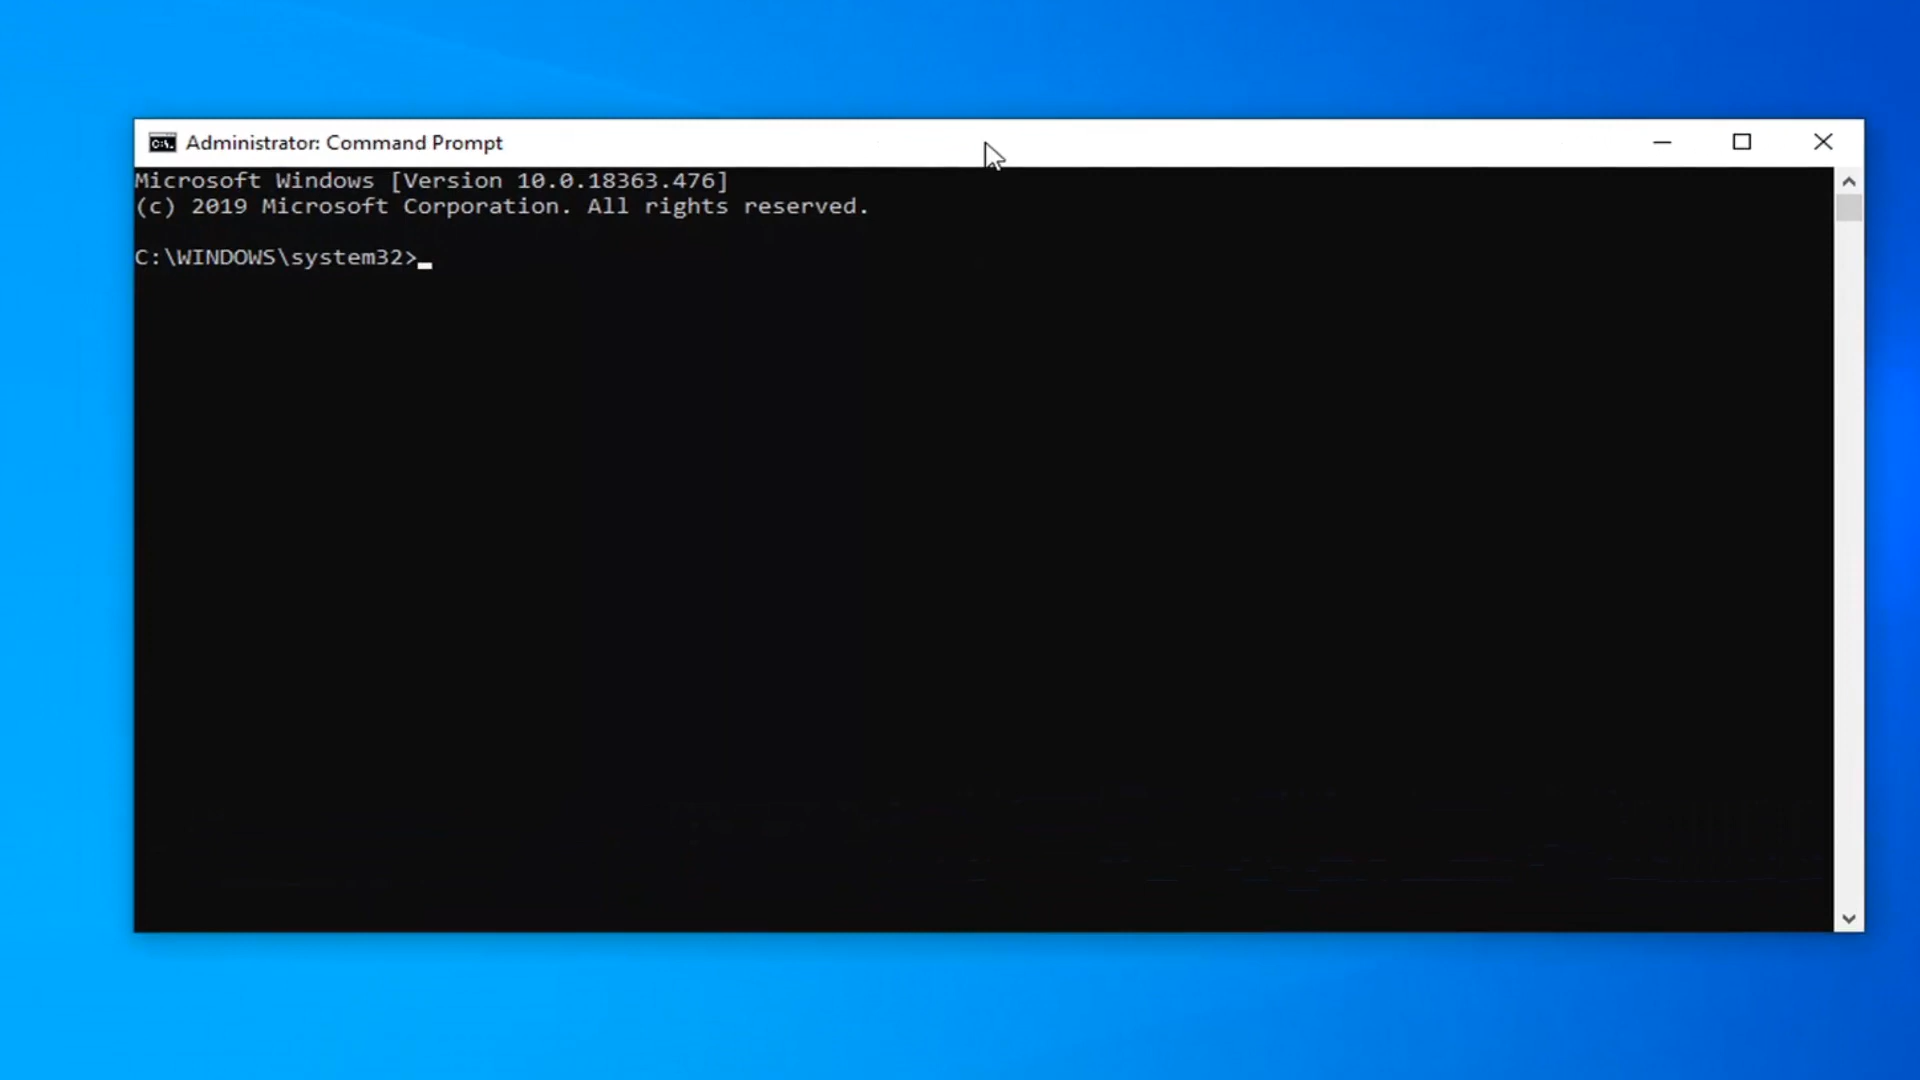 Administrator: Command Prompt
Microsoft Windows [Version 10.0.18363.476]
(c) 2019 Microsoft Corporation. All rights reserved.
C:\WINDOWS\system32>